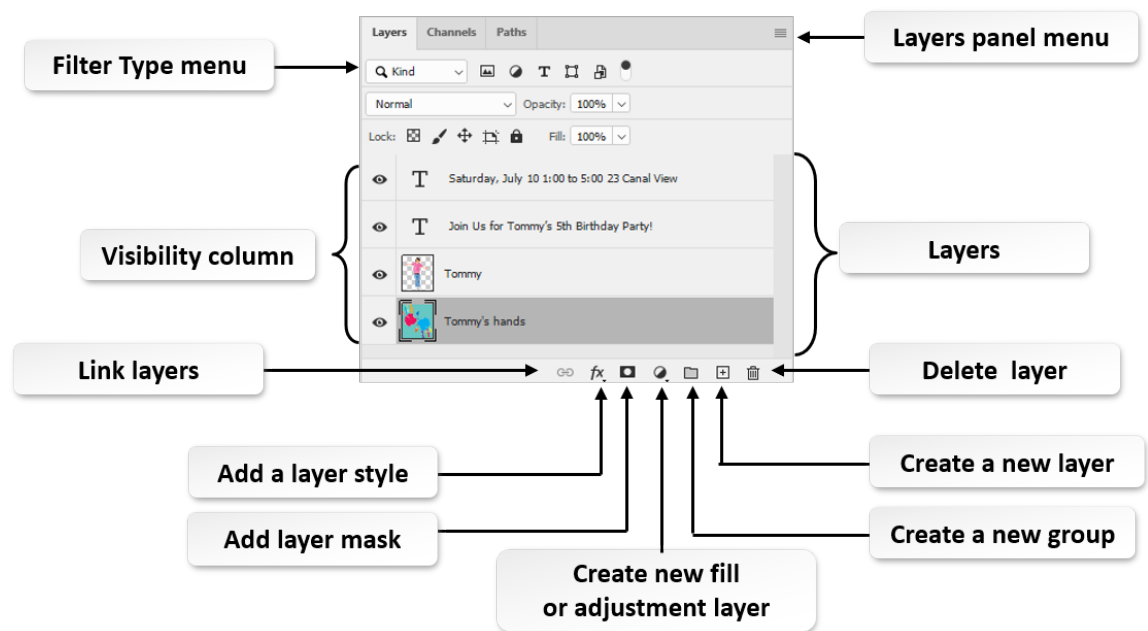 Layers Channels Paths
Layers panel menu
Filter Type menu
Kind
Normal Opacity: 100%
Lock: Fill: 100%
Saturday, July 10 1:00 to 5:00 23 Canal View
Join Us for Tommy's 5th Birthday Party!
Visibility column
Layers
Tommy
Tommy's hands
Link layers
fx
Delete layer
Add a layer style
Create a new layer
Add layer mask
Create a new group
Create new fill
or adjustment layer